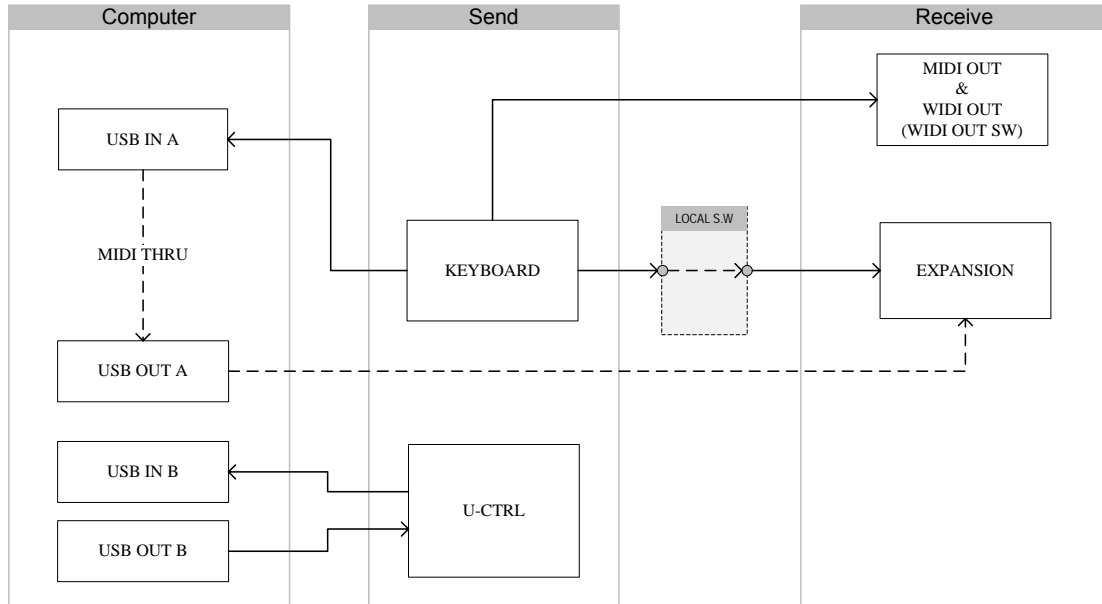 Computer
Send
Receive
MIDI OUT
&
WIDI OUT
(WIDI OUT SW)
USB IN A
LOCAL S.W
MIDI THRU
KEYBOARD
EXPANSION
USB OUT A
USB IN B
U-CTRL
USB OUT B